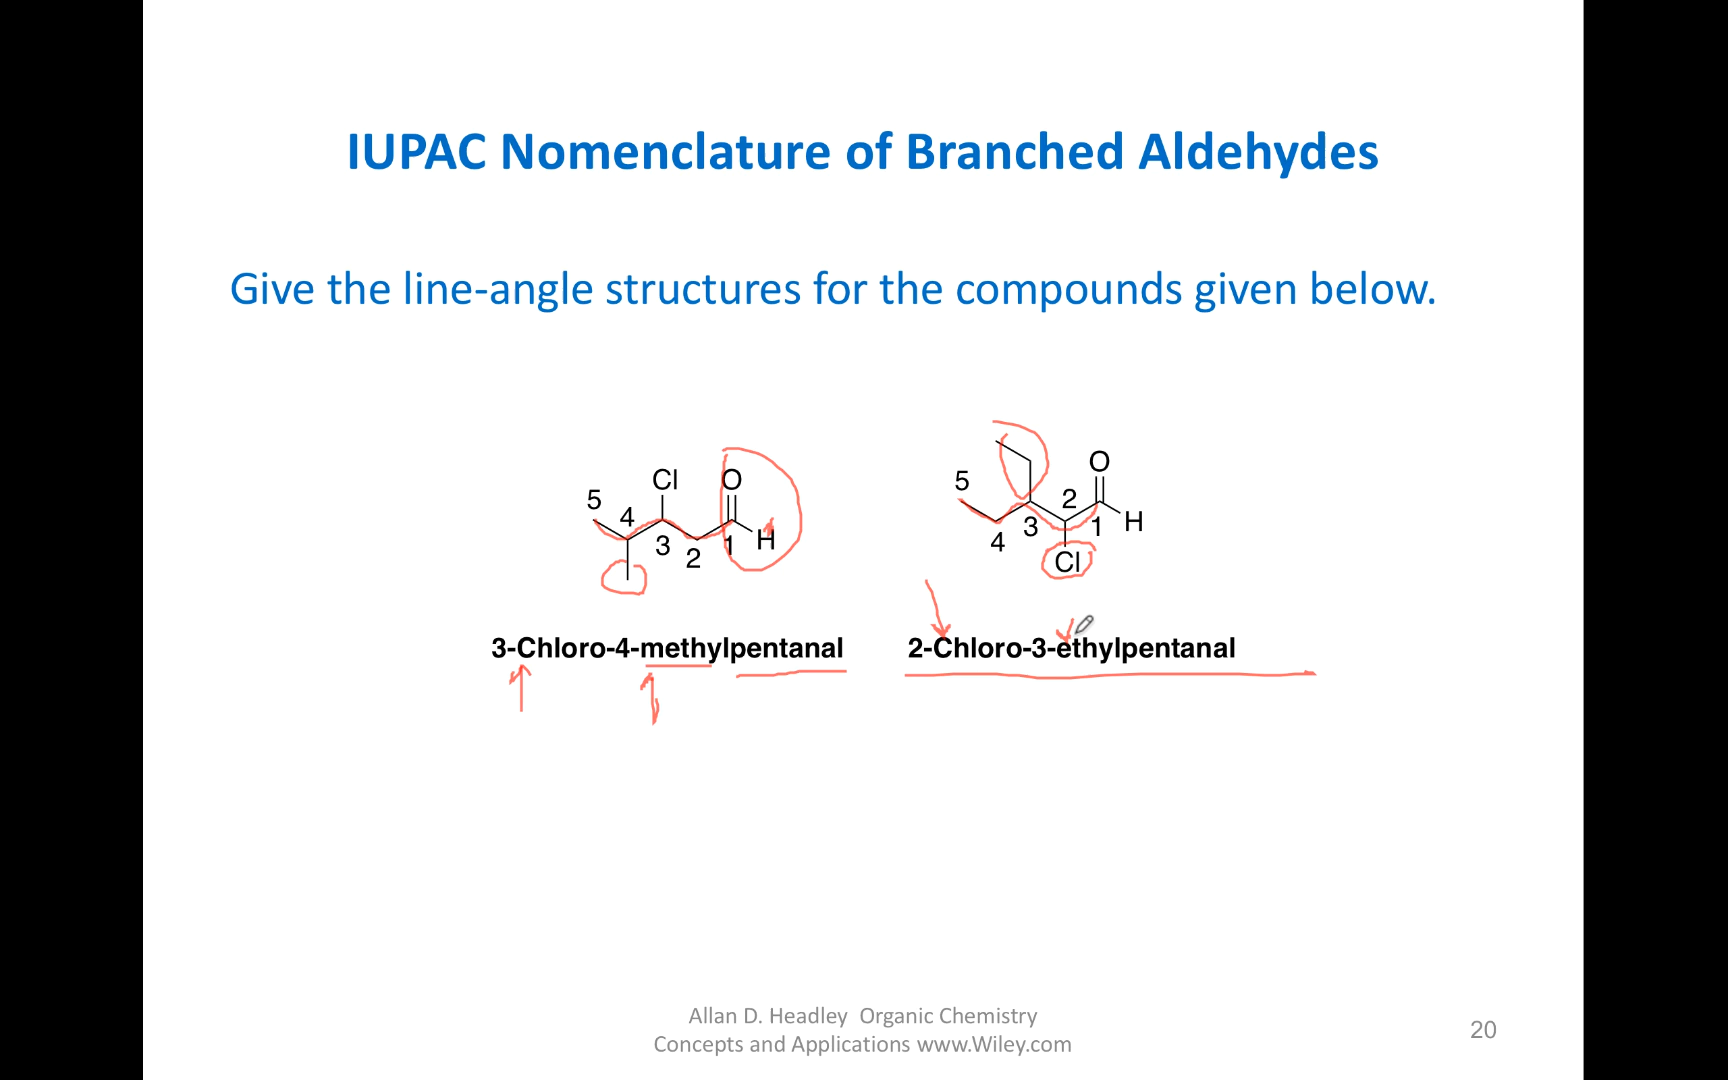 IUPAC Nomenclature of Branched Aldehydes
Give the line-angle structures for the compounds given below.
Cl O
5 4 3 2 1 H
O
5 4 3 2 1 H
Cl
3-Chloro-4-methylpentanal
2-Chloro-3-ethylpentanal
Allan D. Headley Organic Chemistry
Concepts and Applications www.Wiley.com
20